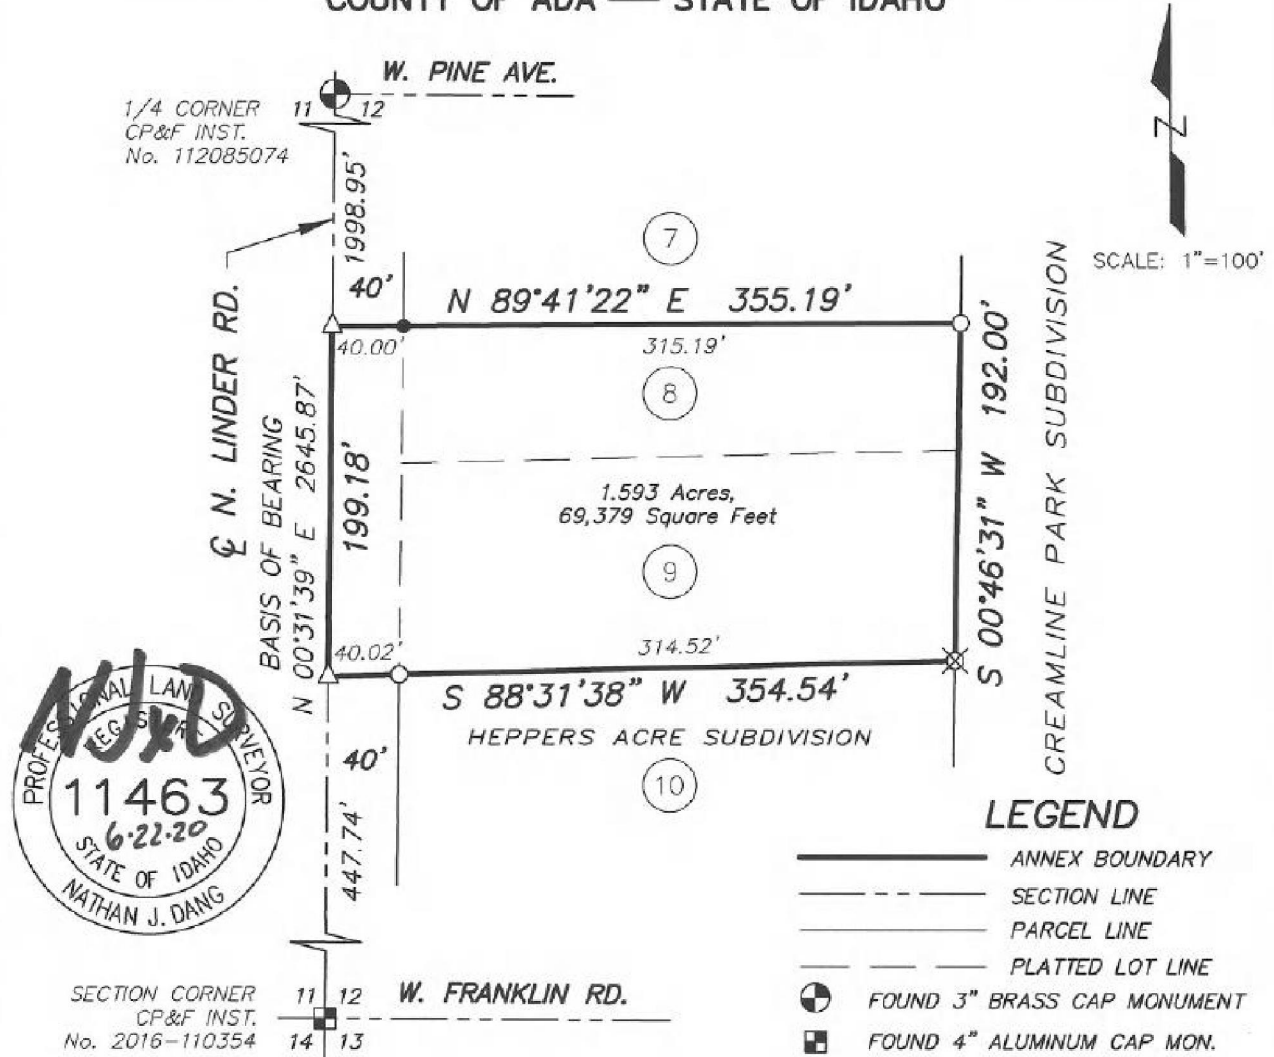 COUNTY OF ADA — STATE OF IDAHO
W. PINE AVE.
1/4 CORNER
CP&F INST.
No. 112085074
11 12
1998.95'
40'
7
N 89°41'22" E 355.19'
40.00'
315.19'
8
Z
SCALE: 1"=100'
℄ N. LINDER RD.
BASIS OF BEARING
N 00°31'39" E 2645.87'
199.18'
1.593 Acres,
69,379 Square Feet
9
S 00°46'31" W 192.00'
CREAMLINE PARK SUBDIVISION
40.02'
314.52'
S 88°31'38" W 354.54'
HEPPERS ACRE SUBDIVISION
40'
10
447.74'
NJxD
PROFESSIONAL LAND SURVEYOR
REGISTERED
11463
6·22·20
STATE OF IDAHO
NATHAN J. DANG
SECTION CORNER
CP&F INST.
No. 2016-110354
11 12
14 13
W. FRANKLIN RD.
LEGEND
ANNEX BOUNDARY
SECTION LINE
PARCEL LINE
PLATTED LOT LINE
FOUND 3" BRASS CAP MONUMENT
FOUND 4" ALUMINUM CAP MON.